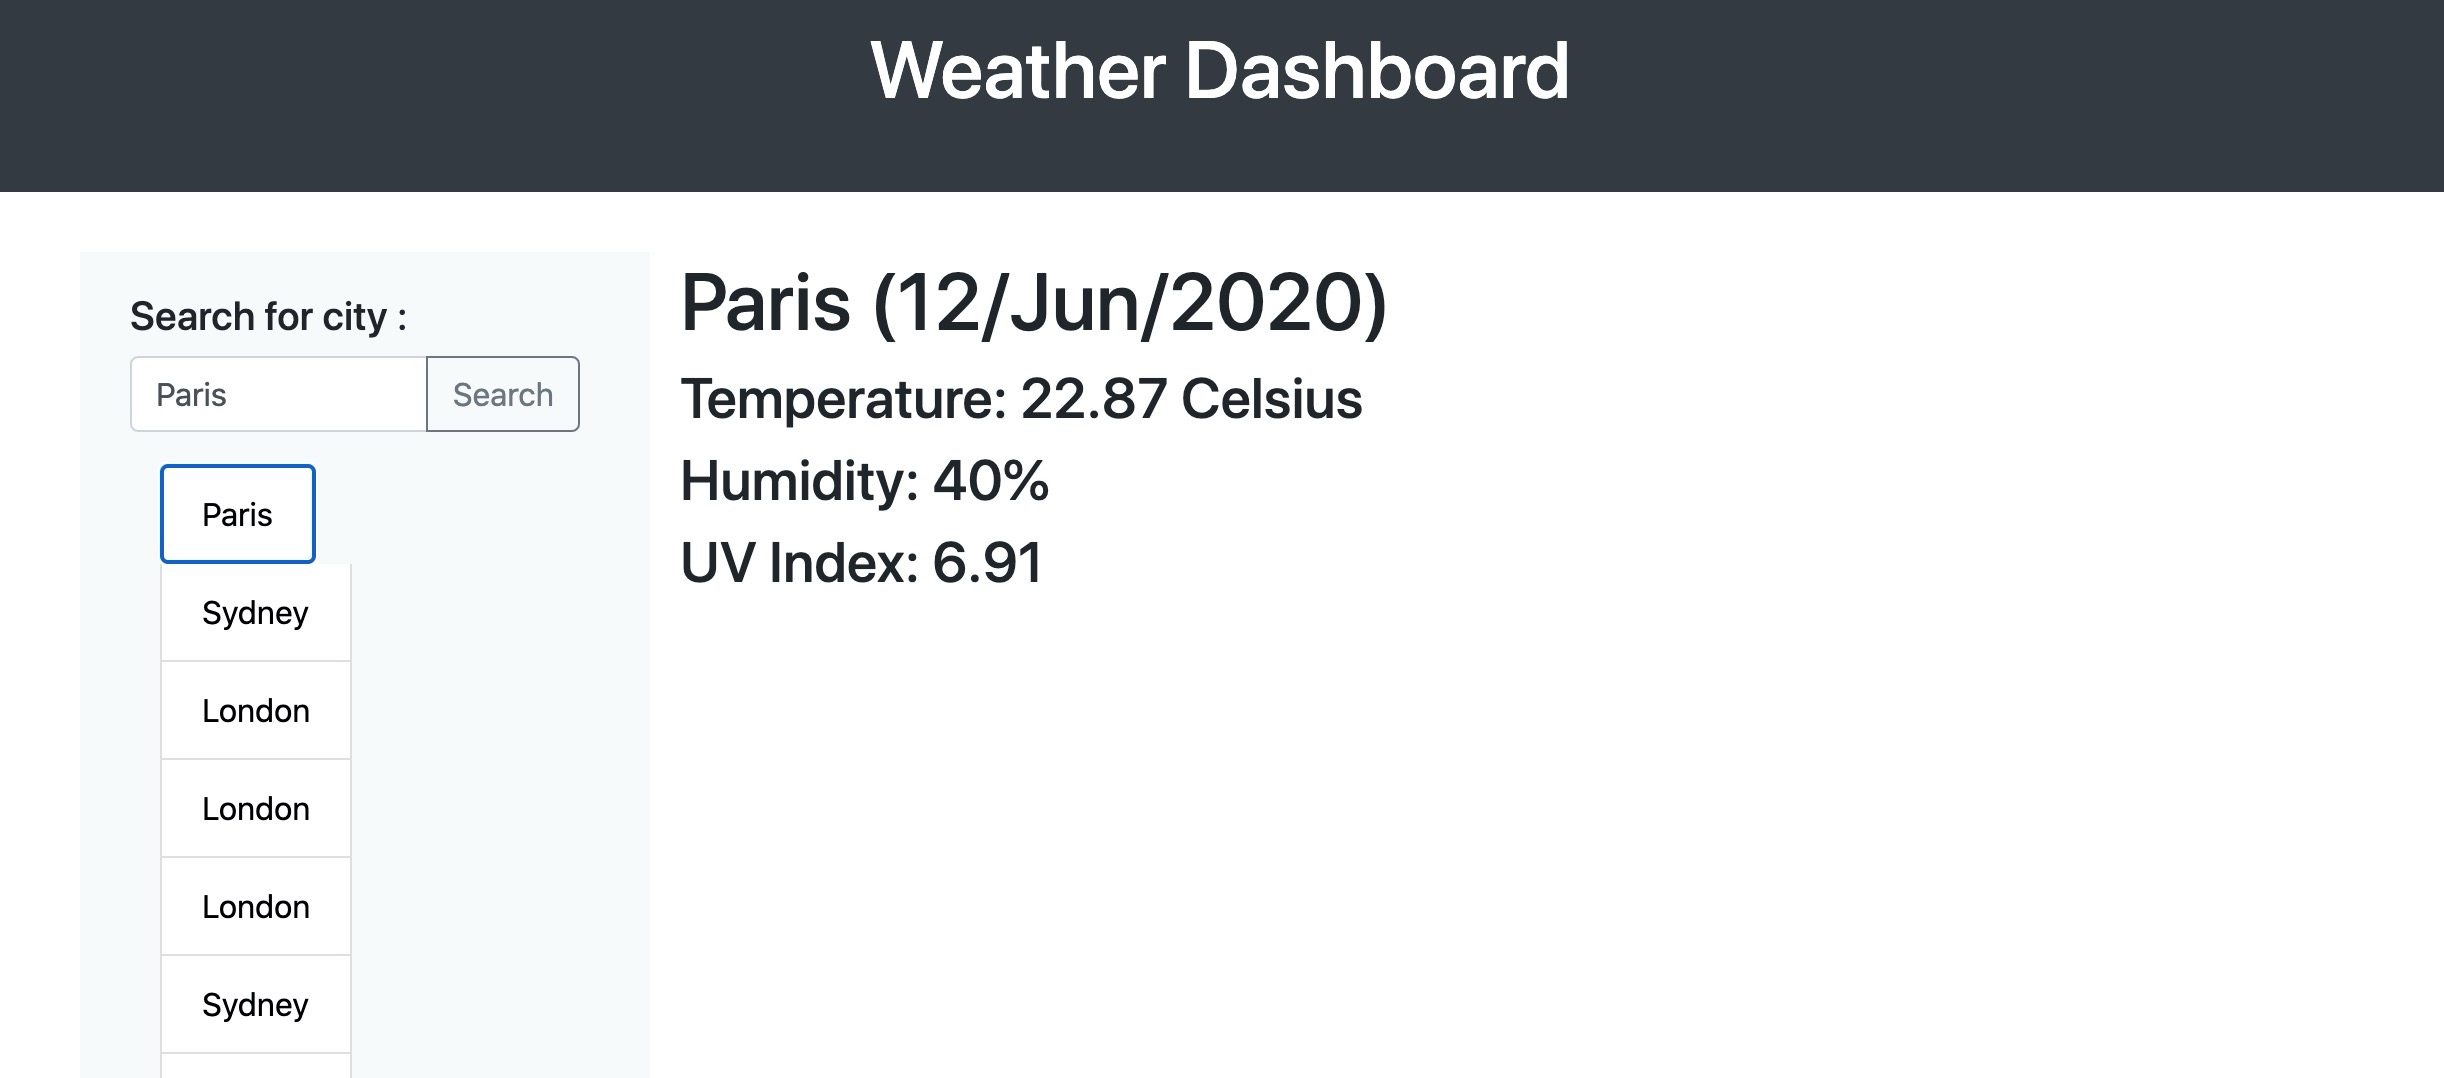 Weather Dashboard
Search for city :
Paris
Search
Paris
Sydney
London
London
London
Sydney
Paris (12/Jun/2020)
Temperature: 22.87 Celsius
Humidity: 40%
UV Index: 6.91